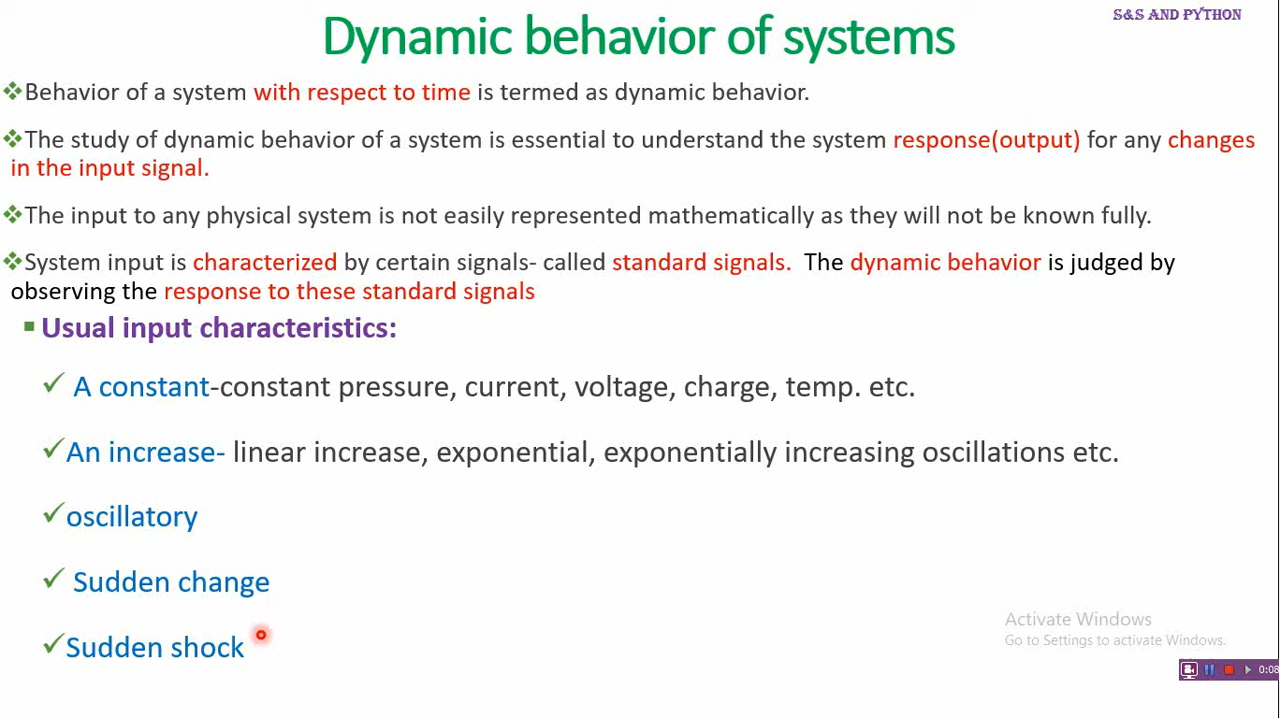 S&S AND PYTHON
Dynamic behavior of systems
❖Behavior of a system with respect to time is termed as dynamic behavior.
❖The study of dynamic behavior of a system is essential to understand the system response(output) for any changes
in the input signal.
❖The input to any physical system is not easily represented mathematically as they will not be known fully.
❖System input is characterized by certain signals- called standard signals. The dynamic behavior is judged by
observing the response to these standard signals
▪ Usual input characteristics:
✓ A constant-constant pressure, current, voltage, charge, temp. etc.
✓An increase- linear increase, exponential, exponentially increasing oscillations etc.
✓oscillatory
✓ Sudden change
✓Sudden shock
Activate Windows
Go to Settings to activate Windows.
0:08